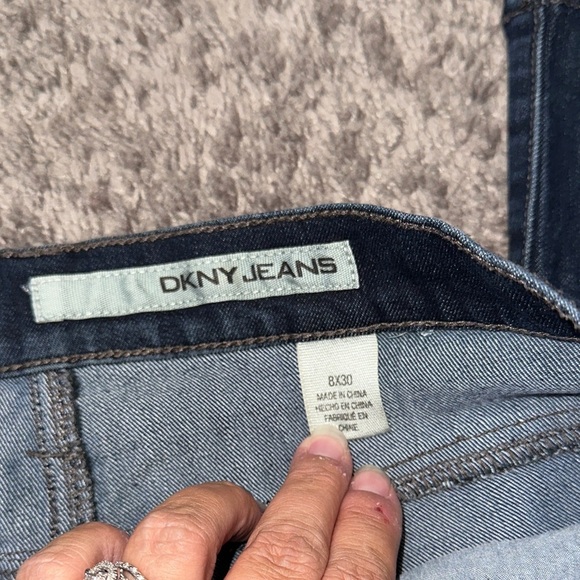 DKNY JEANS
8X30
MADE IN CHINA
HECHO EN CHINA
FABRIQUÉ EN
CHINE